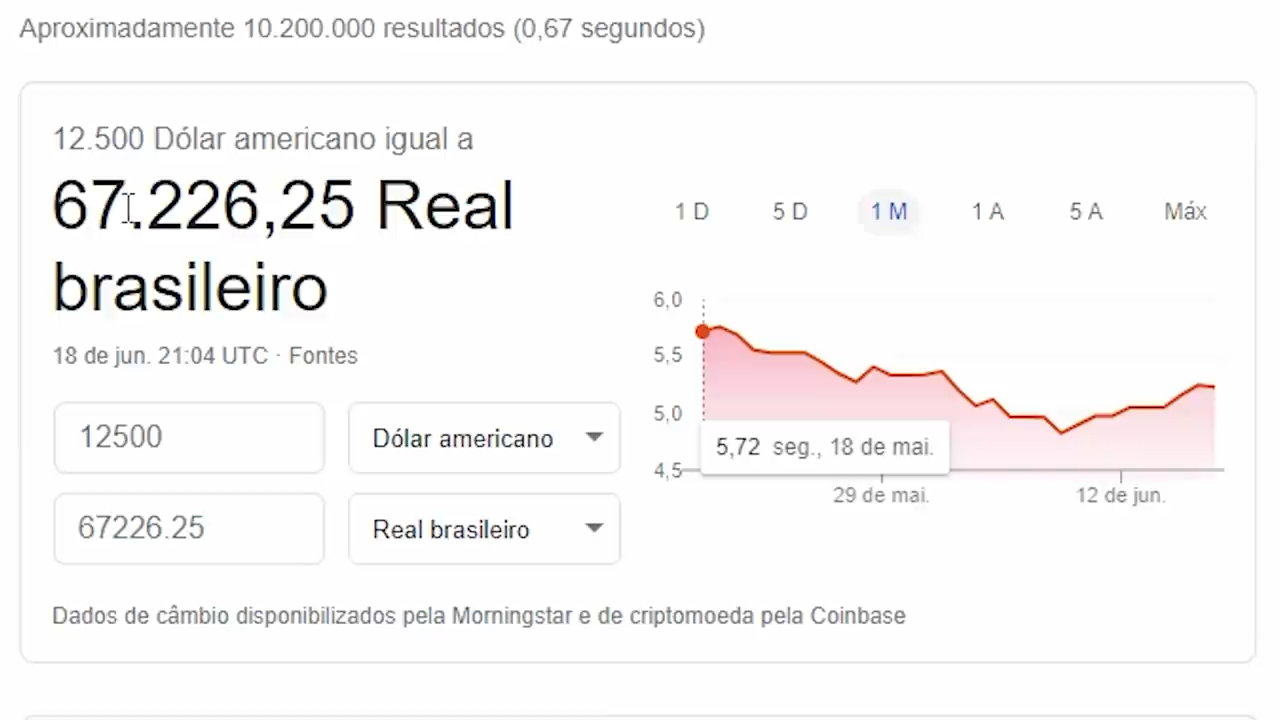 Aproximadamente 10.200.000 resultados (0,67 segundos)
12.500 Dólar americano igual a
67.226,25 Real
brasileiro
18 de jun. 21:04 UTC · Fontes
12500
Dólar americano
67226.25
Real brasileiro
1 D
5 D
1 M
1 A
5 A
Máx
6,0
5,5
5,0
4,5
5,72 seg., 18 de mai.
29 de mai.
12 de jun.
Dados de câmbio disponibilizados pela Morningstar e de criptomoeda pela Coinbase